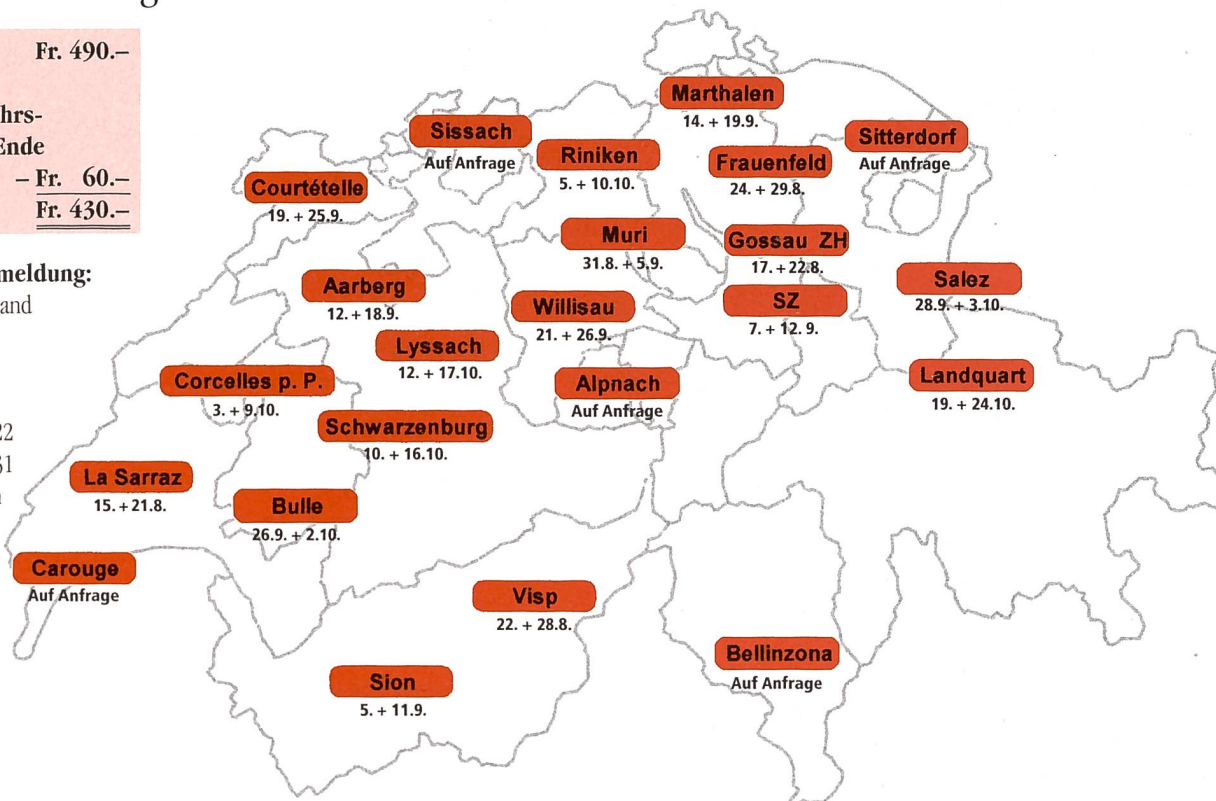 Fr. 490.–
hrs-
Ende
– Fr. 60.–
Fr. 430.–
meldung:
and
22
31
Marthalen
14. + 19.9.
Sissach
Auf Anfrage
Riniken
5. + 10.10.
Frauenfeld
24. + 29.8.
Sitterdorf
Auf Anfrage
Courtételle
19. + 25.9.
Muri
31.8. + 5.9.
Gossau ZH
17. + 22.8.
Aarberg
12. + 18.9.
Willisau
21. + 26.9.
SZ
7. + 12. 9.
Salez
28.9. + 3.10.
Lyssach
12. + 17.10.
Corcelles p. P.
3. + 9.10.
Alpnach
Auf Anfrage
Landquart
19. + 24.10.
Schwarzenburg
10. + 16.10.
La Sarraz
15. + 21.8.
Bulle
26.9. + 2.10.
Carouge
Auf Anfrage
Visp
22. + 28.8.
Sion
5. + 11.9.
Bellinzona
Auf Anfrage